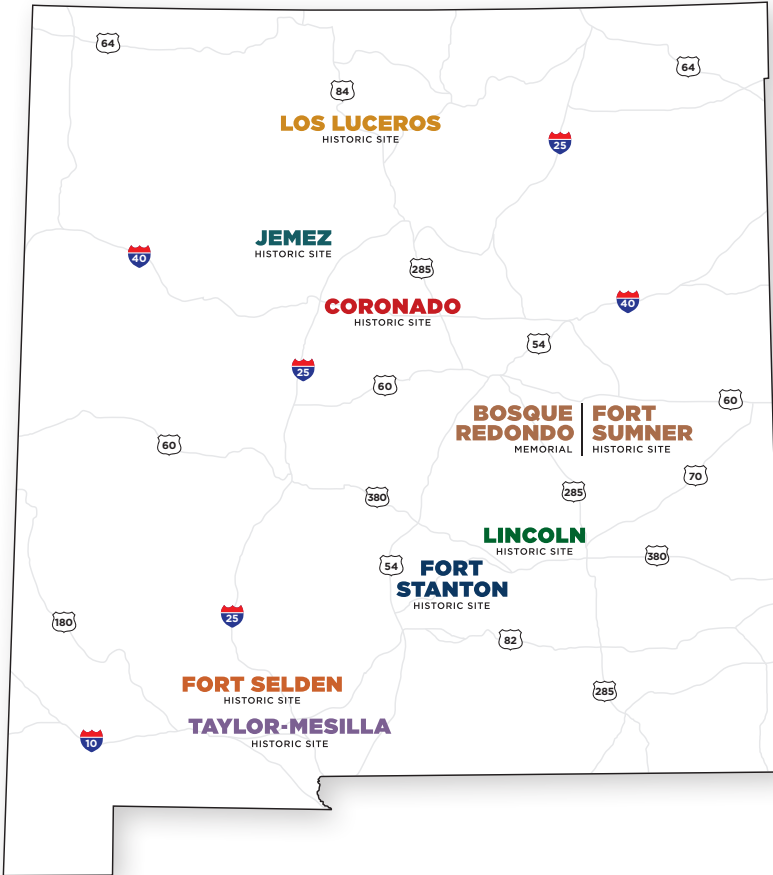 64
64
84
LOS LUCEROS
HISTORIC SITE
25
JEMEZ
HISTORIC SITE
40
285
CORONADO
HISTORIC SITE
40
54
25
60
60
BOSQUE
REDONDO
MEMORIAL
FORT
SUMNER
HISTORIC SITE
60
70
380
285
LINCOLN
HISTORIC SITE
380
54
FORT
STANTON
HISTORIC SITE
180
25
82
FORT SELDEN
HISTORIC SITE
285
TAYLOR-MESILLA
HISTORIC SITE
10